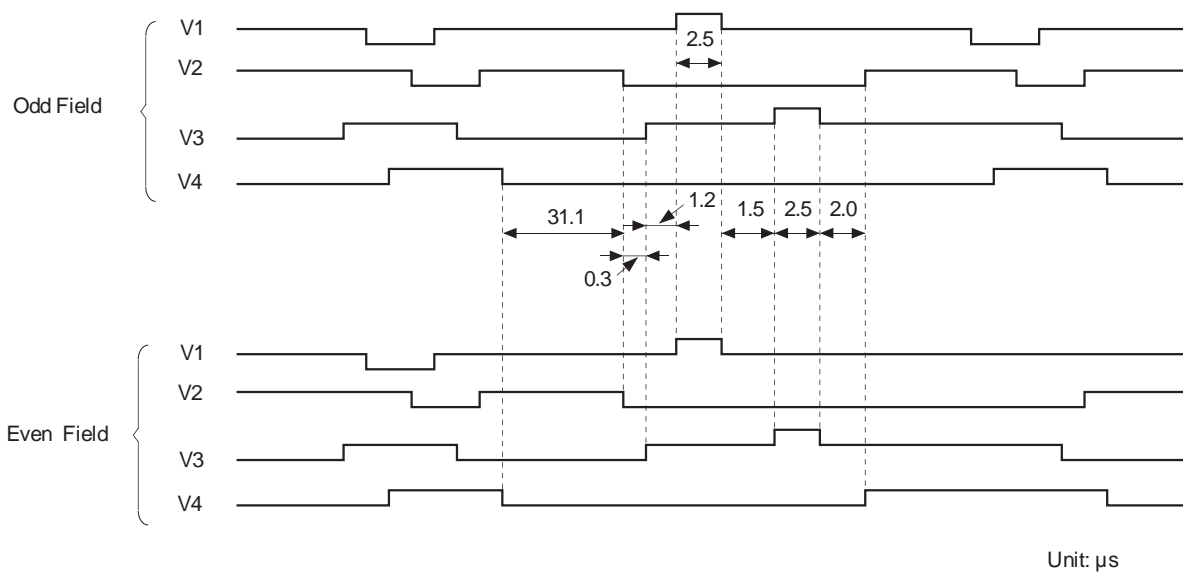 V1
2.5
V2
Odd Field
V3
V4
1.2
31.1
1.5
2.5
2.0
0.3
V1
V2
Even Field
V3
V4
Unit: µs